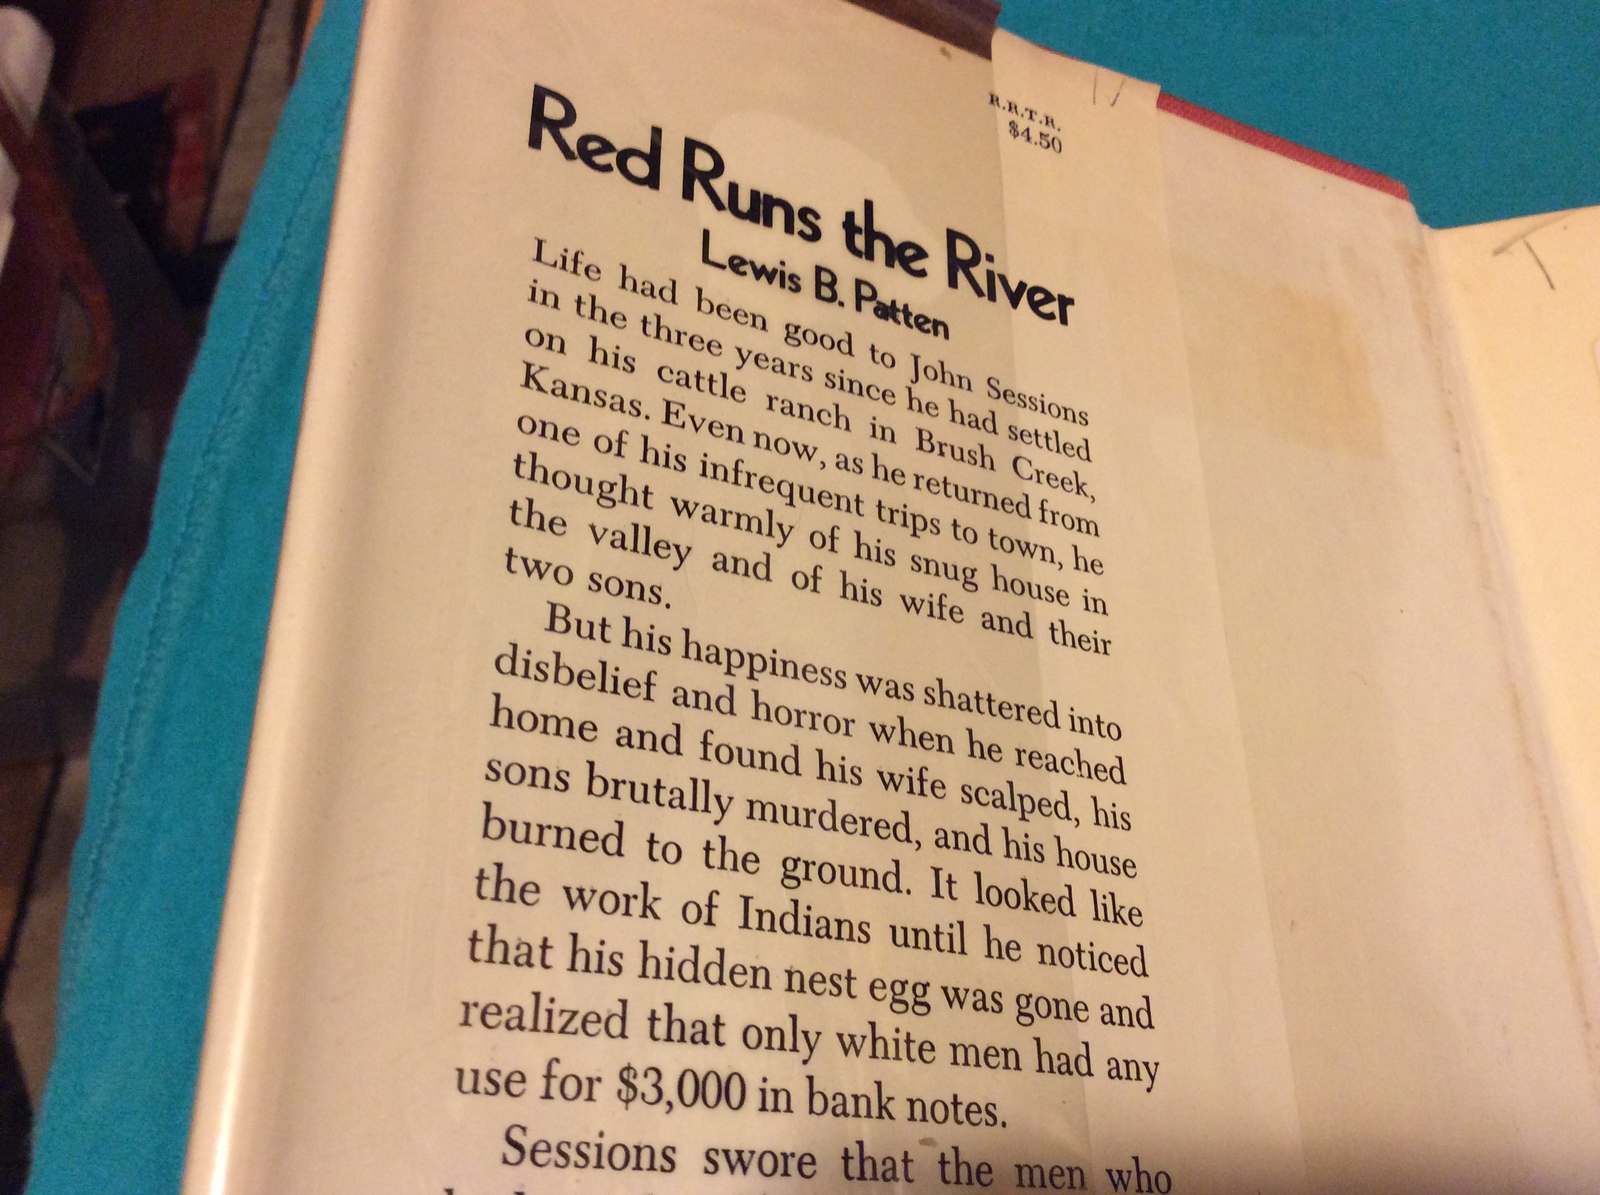 R.R.T.R.
$4.50
Red Runs the River
Lewis B. Patten
Life had been good to John Sessions
in the three years since he had settled
on his cattle ranch in Brush Creek,
Kansas. Even now, as he returned from
one of his infrequent trips to town, he
thought warmly of his snug house in
the valley and of his wife and their
two sons.
But his happiness was shattered into
disbelief and horror when he reached
home and found his wife scalped, his
sons brutally murdered, and his house
burned to the ground. It looked like
the work of Indians until he noticed
that his hidden nest egg was gone and
realized that only white men had any
use for $3,000 in bank notes.
Sessions swore that the men who